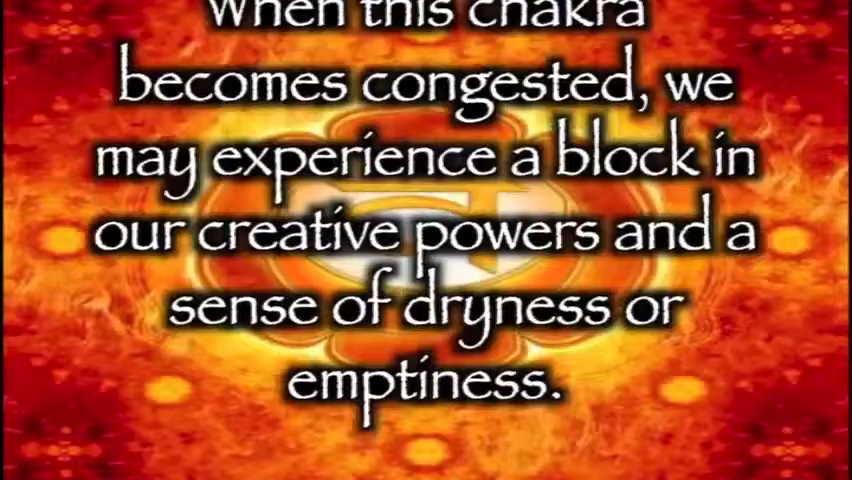 When this chakra
becomes congested, we
may experience a block in
our creative powers and a
sense of dryness or
emptiness.